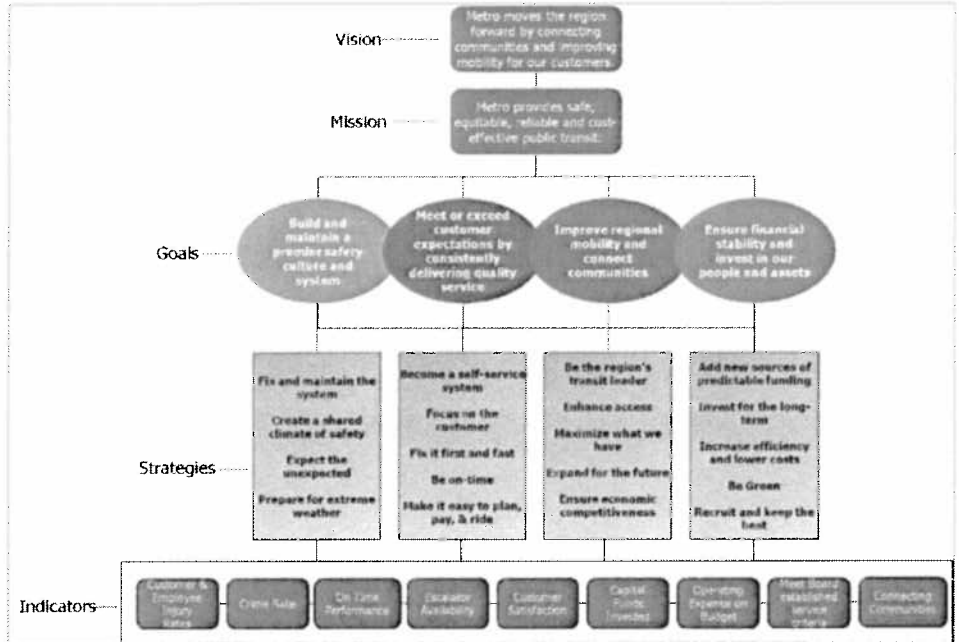 Vision
Metro moves the region
forward by connecting
communities and improving
mobility for our customers.
Mission
Metro provides safe,
equitable, reliable and cost-
effective public transit.
Goals
Build and
maintain a
premier safety
culture and
system
Meet or exceed
customer
expectations by
consistently
delivering quality
service
Improve regional
mobility and
connect
communities
Ensure financial
stability and
invest in our
people and assets
Strategies
Fix and maintain the
system
Create a shared
climate of safety
Expect the
unexpected
Prepare for extreme
weather
Become a self-service
system
Focus on the
customer
Fix it first and fast
Be on-time
Make it easy to plan,
pay, & ride
Be the region's
transit leader
Enhance access
Maximize what we
have
Expand for the future
Ensure economic
competitiveness
Add new sources of
predictable funding
Invest for the long-
term
Increase efficiency
and lower costs
Be Green
Recruit and keep the
best
Indicators
Customer &
Employee
Injury
Rates
Crime Rate
On Time
Performance
Escalator
Availability
Customer
Satisfaction
Capital
Funds
Invested
Operating
Expense on
Budget
Meet Board
established
service
criteria
Connecting
Communities